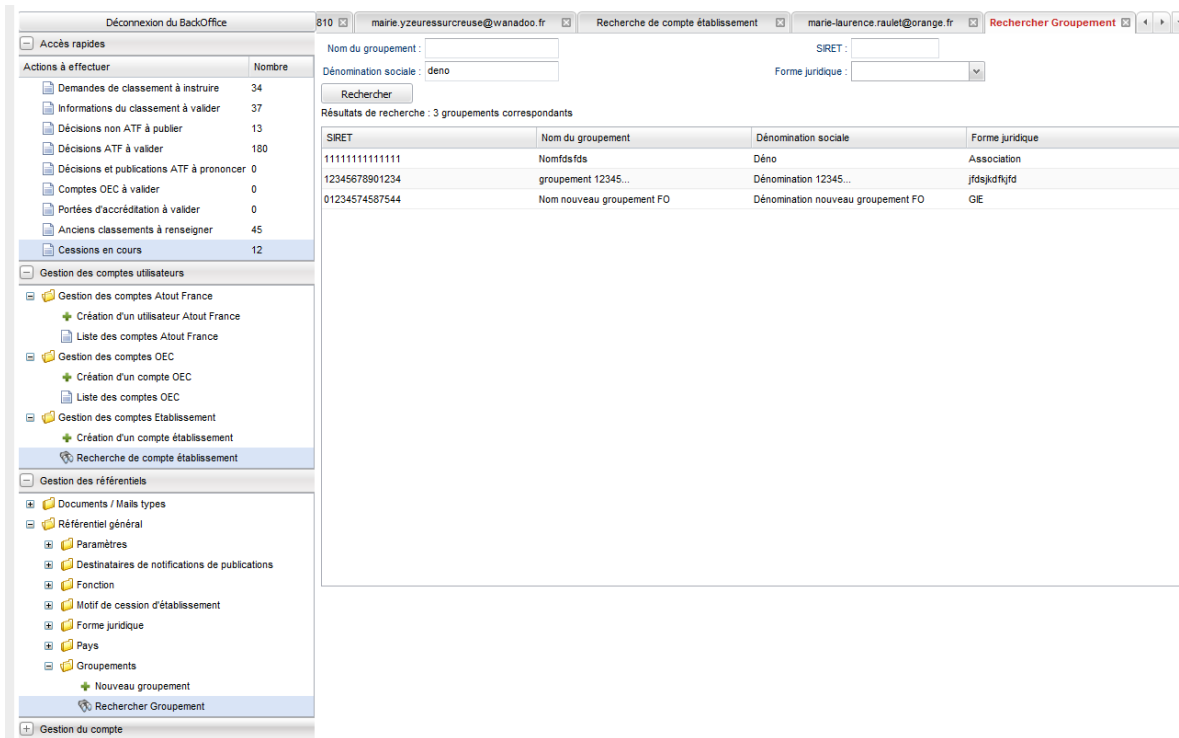 Déconnexion du BackOffice
Accès rapides
Actions à effectuer Nombre
Demandes de classement à instruire 34
Informations du classement à valider 37
Décisions non ATF à publier 13
Décisions ATF à valider 180
Décisions et publications ATF à prononcer 0
Comptes OEC à valider 0
Portées d'accréditation à valider 0
Anciens classements à renseigner 45
Cessions en cours 12
Gestion des comptes utilisateurs
Gestion des comptes Atout France
Création d'un utilisateur Atout France
Liste des comptes Atout France
Gestion des comptes OEC
Création d'un compte OEC
Liste des comptes OEC
Gestion des comptes Etablissement
Création d'un compte établissement
Recherche de compte établissement
Gestion des référentiels
Documents / Mails types
Référentiel général
Paramètres
Destinataires de notifications de publications
Fonction
Motif de cession d'établissement
Forme juridique
Pays
Groupements
Nouveau groupement
Rechercher Groupement
Gestion du compte
810 mairie.yzeuressurcreuse@wanadoo.fr Recherche de compte établissement marie-laurence.raulet@orange.fr Rechercher Groupement
Nom du groupement : SIRET :
Dénomination sociale : deno Forme juridique :
Rechercher
Résultats de recherche : 3 groupements correspondants
SIRET Nom du groupement Dénomination sociale Forme juridique
11111111111111 Nomfdsfds Déno Association
12345678901234 groupement 12345... Dénomination 12345... jfdsjkdfkjfd
01234574587544 Nom nouveau groupement FO Dénomination nouveau groupement FO GIE